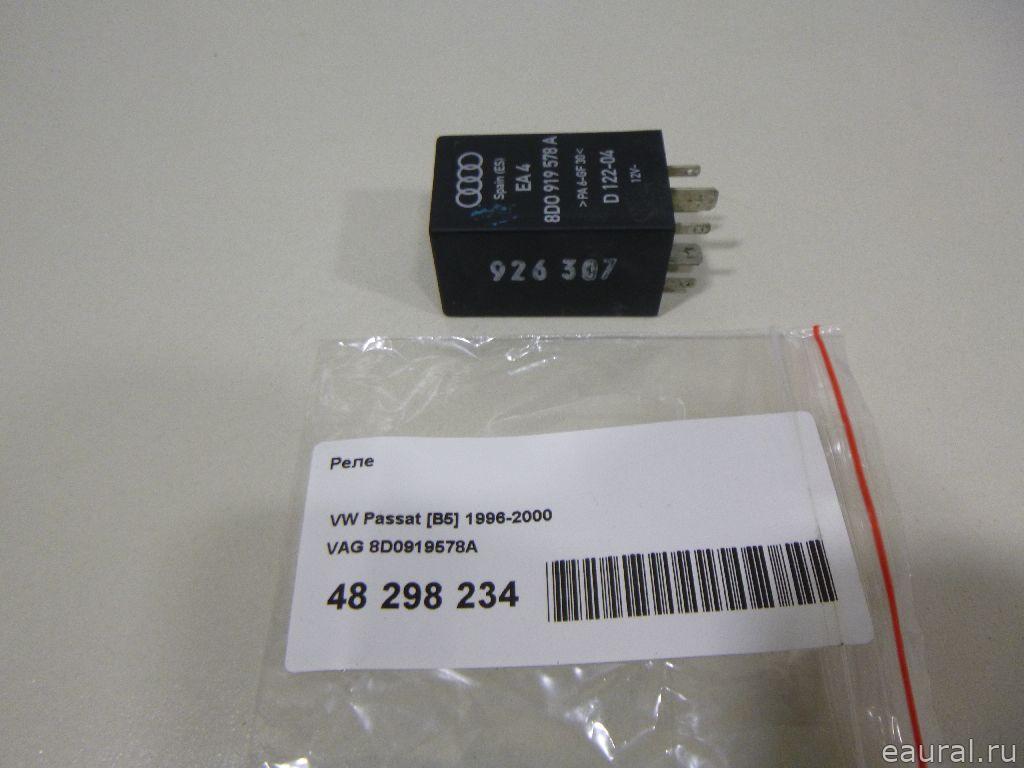 Spain (ES)
EA 4
8D0 919 578 A
>PA 6-GF 30<
D 122-04
12V-
926 307
Реле
VW Passat [B5] 1996-2000
VAG 8D0919578A
48 298 234
eaural.ru